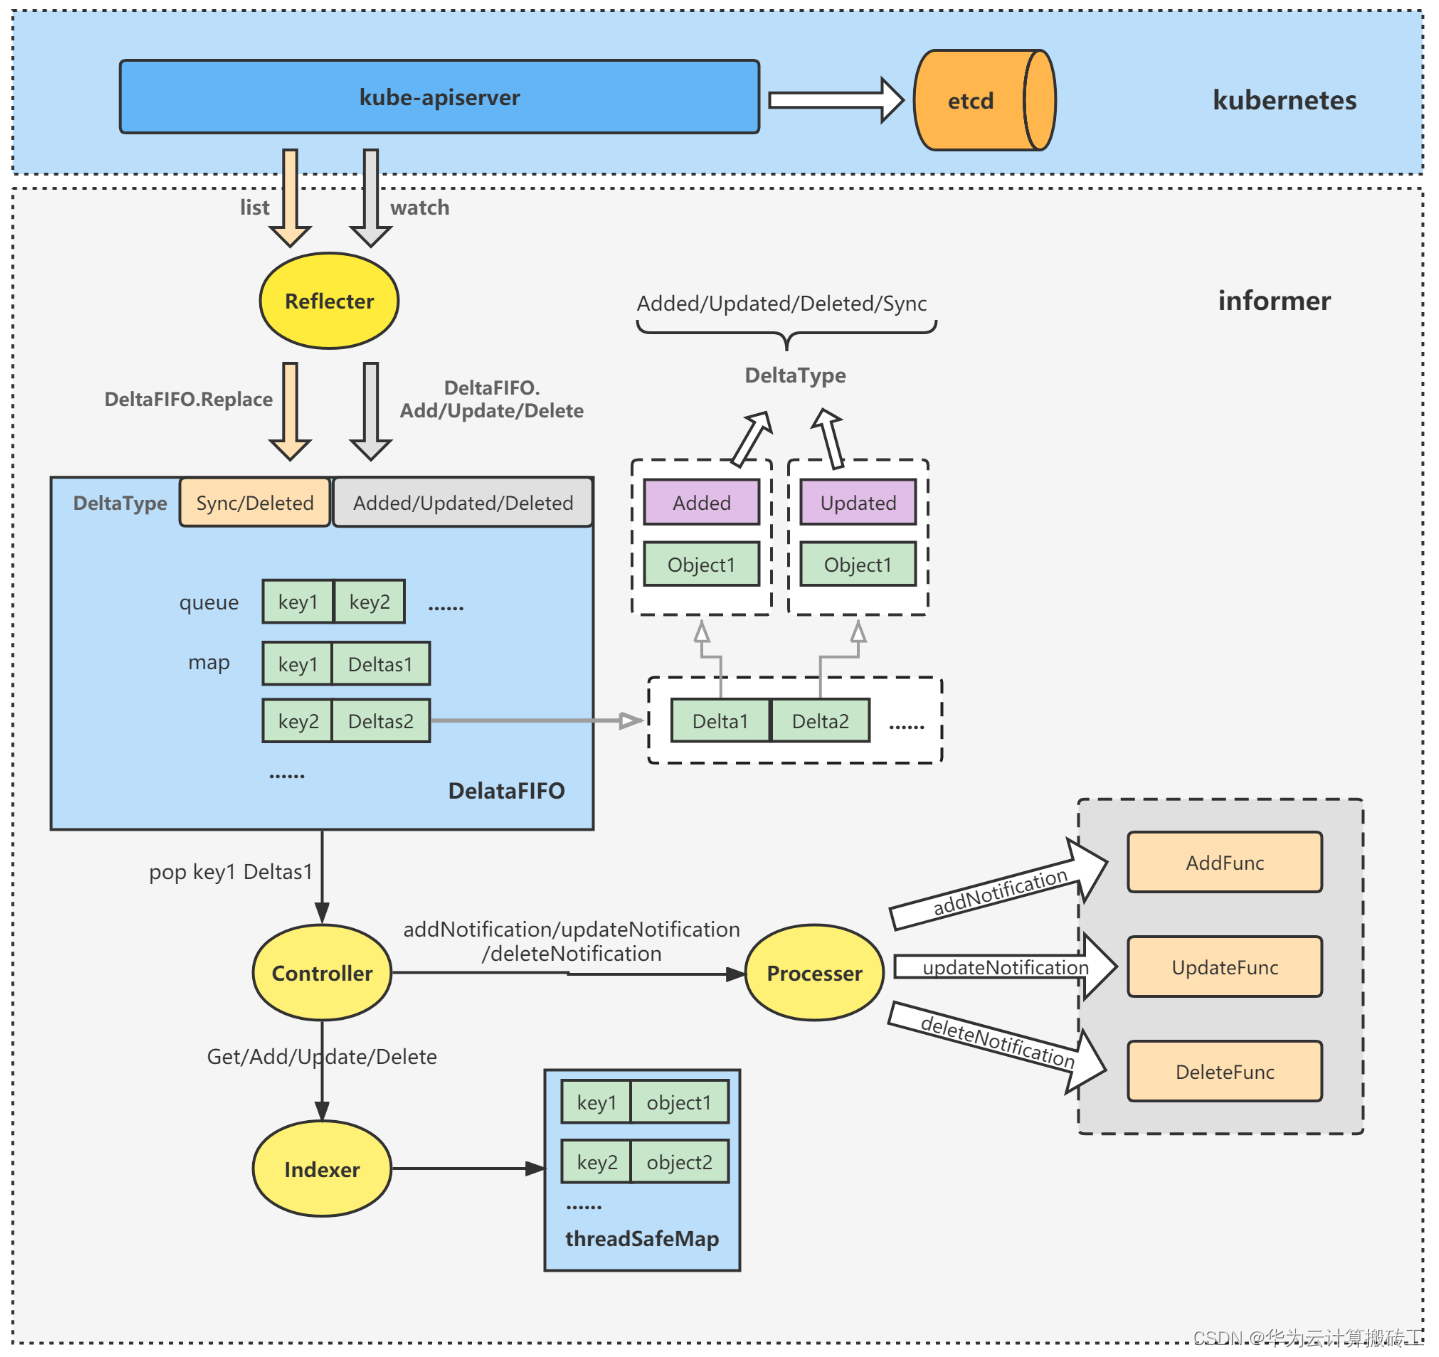 kube-apiserver
etcd
kubernetes
list
watch
Reflecter
informer
Added/Updated/Deleted/Sync
DeltaType
DeltaFIFO.Replace
DeltaFIFO.
Add/Update/Delete
DeltaType
Sync/Deleted
Added/Updated/Deleted
Added
Updated
Object1
Object1
queue
key1
key2
......
map
key1
Deltas1
key2
Deltas2
......
DelataFIFO
Delta1
Delta2
......
pop key1 Deltas1
Controller
addNotification/updateNotification
/deleteNotification
Processer
addNotification
updateNotification
deleteNotification
AddFunc
UpdateFunc
DeleteFunc
Get/Add/Update/Delete
Indexer
key1
object1
key2
object2
......
threadSafeMap
CSDN @华为云计算搬砖工